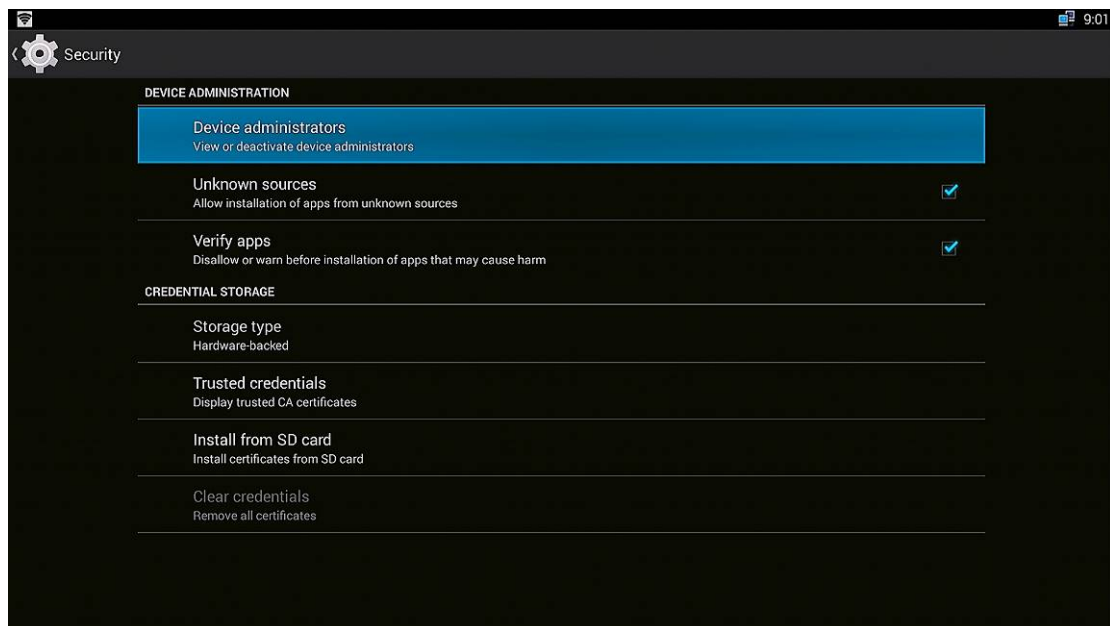 9:01
Security
DEVICE ADMINISTRATION
Device administrators
View or deactivate device administrators
Unknown sources
Allow installation of apps from unknown sources
Verify apps
Disallow or warn before installation of apps that may cause harm
CREDENTIAL STORAGE
Storage type
Hardware-backed
Trusted credentials
Display trusted CA certificates
Install from SD card
Install certificates from SD card
Clear credentials
Remove all certificates